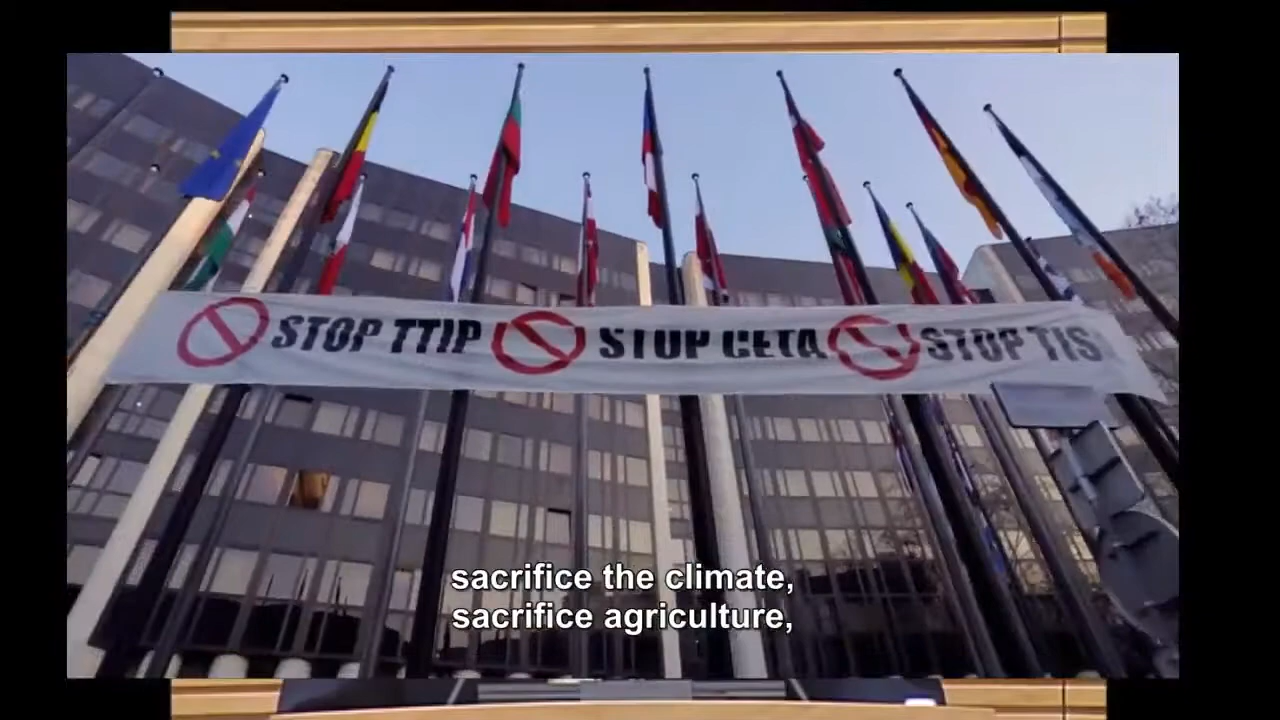 STOP TTIP STOP CETA STOP TIS
sacrifice the climate,
sacrifice agriculture,